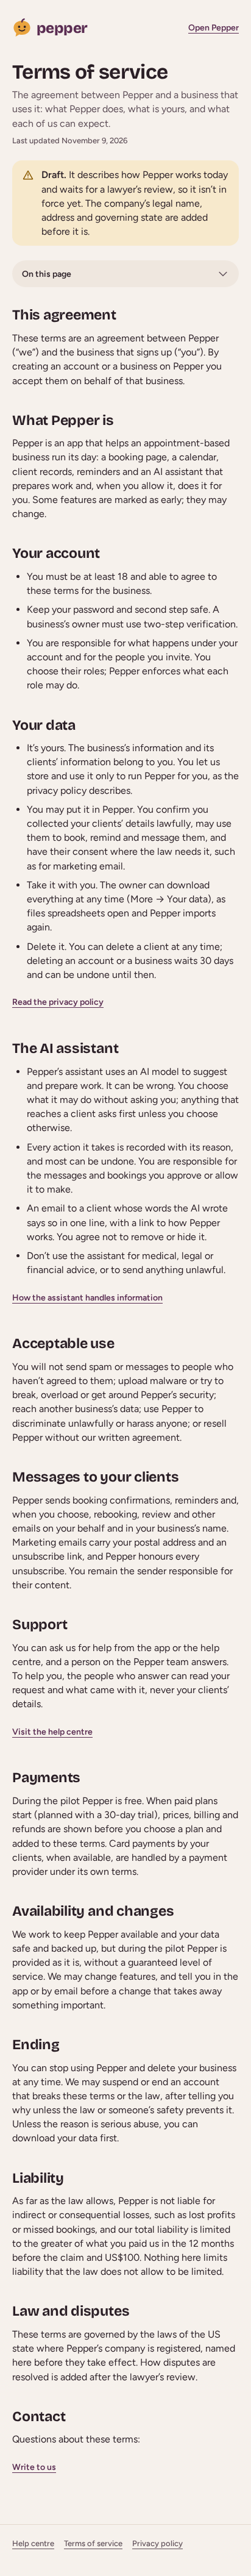 pepper
Open Pepper
Terms of service
The agreement between Pepper and a business that
uses it: what Pepper does, what is yours, and what
each of us can expect.
Last updated November 9, 2026
Draft. It describes how Pepper works today
and waits for a lawyer’s review, so it isn’t in
force yet. The company’s legal name,
address and governing state are added
before it is.
On this page
This agreement
These terms are an agreement between Pepper
(“we”) and the business that signs up (“you”). By
creating an account or a business on Pepper you
accept them on behalf of that business.
What Pepper is
Pepper is an app that helps an appointment-based
business run its day: a booking page, a calendar,
client records, reminders and an AI assistant that
prepares work and, when you allow it, does it for
you. Some features are marked as early; they may
change.
Your account
• You must be at least 18 and able to agree to
these terms for the business.
• Keep your password and second step safe. A
business’s owner must use two-step verification.
• You are responsible for what happens under your
account and for the people you invite. You
choose their roles; Pepper enforces what each
role may do.
Your data
• It’s yours. The business’s information and its
clients’ information belong to you. You let us
store and use it only to run Pepper for you, as the
privacy policy describes.
• You may put it in Pepper. You confirm you
collected your clients’ details lawfully, may use
them to book, remind and message them, and
have their consent where the law needs it, such
as for marketing email.
• Take it with you. The owner can download
everything at any time (More → Your data), as
files spreadsheets open and Pepper imports
again.
• Delete it. You can delete a client at any time;
deleting an account or a business waits 30 days
and can be undone until then.
Read the privacy policy
The AI assistant
• Pepper’s assistant uses an AI model to suggest
and prepare work. It can be wrong. You choose
what it may do without asking you; anything that
reaches a client asks first unless you choose
otherwise.
• Every action it takes is recorded with its reason,
and most can be undone. You are responsible for
the messages and bookings you approve or allow
it to make.
• An email to a client whose words the AI wrote
says so in one line, with a link to how Pepper
works. You agree not to remove or hide it.
• Don’t use the assistant for medical, legal or
financial advice, or to send anything unlawful.
How the assistant handles information
Acceptable use
You will not send spam or messages to people who
haven’t agreed to them; upload malware or try to
break, overload or get around Pepper’s security;
reach another business’s data; use Pepper to
discriminate unlawfully or harass anyone; or resell
Pepper without our written agreement.
Messages to your clients
Pepper sends booking confirmations, reminders and,
when you choose, rebooking, review and other
emails on your behalf and in your business’s name.
Marketing emails carry your postal address and an
unsubscribe link, and Pepper honours every
unsubscribe. You remain the sender responsible for
their content.
Support
You can ask us for help from the app or the help
centre, and a person on the Pepper team answers.
To help you, the people who answer can read your
request and what came with it, never your clients’
details.
Visit the help centre
Payments
During the pilot Pepper is free. When paid plans
start (planned with a 30-day trial), prices, billing and
refunds are shown before you choose a plan and
added to these terms. Card payments by your
clients, when available, are handled by a payment
provider under its own terms.
Availability and changes
We work to keep Pepper available and your data
safe and backed up, but during the pilot Pepper is
provided as it is, without a guaranteed level of
service. We may change features, and tell you in the
app or by email before a change that takes away
something important.
Ending
You can stop using Pepper and delete your business
at any time. We may suspend or end an account
that breaks these terms or the law, after telling you
why unless the law or someone’s safety prevents it.
Unless the reason is serious abuse, you can
download your data first.
Liability
As far as the law allows, Pepper is not liable for
indirect or consequential losses, such as lost profits
or missed bookings, and our total liability is limited
to the greater of what you paid us in the 12 months
before the claim and US$100. Nothing here limits
liability that the law does not allow to be limited.
Law and disputes
These terms are governed by the laws of the US
state where Pepper’s company is registered, named
here before they take effect. How disputes are
resolved is added after the lawyer’s review.
Contact
Questions about these terms:
Write to us
Help centre
Terms of service
Privacy policy